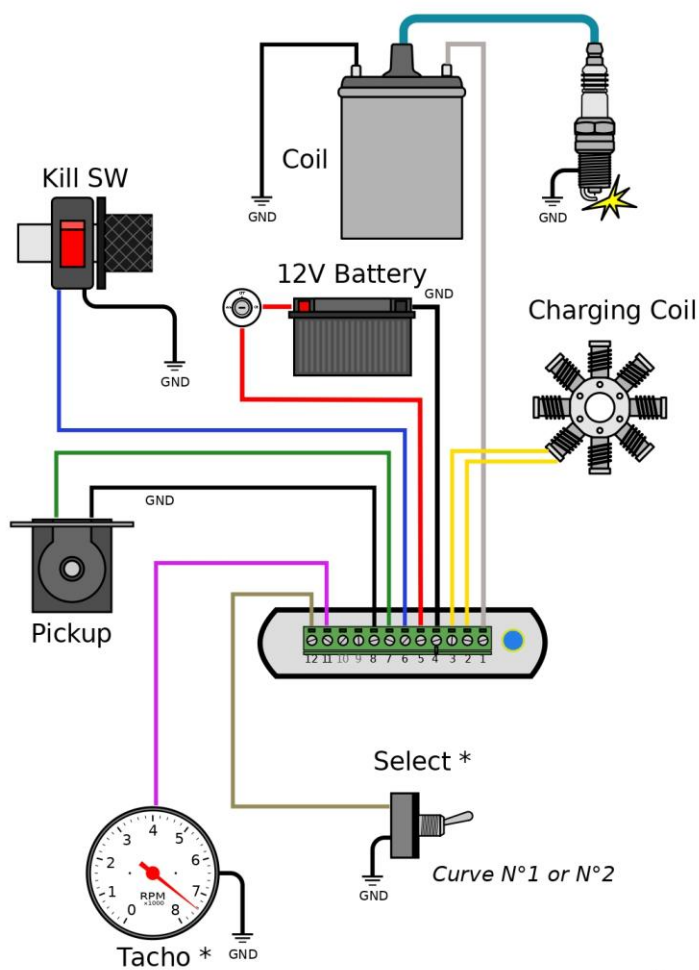 Coil
GND
GND
Kill SW
GND
12V Battery
GND
Charging Coil
GND
Pickup
12 11 10 9 8 7 6 5 4 3 2 1
Select *
Curve N°1 or N°2
GND
0 1 2 3 4 5 6 7 8
RPM
x1000
GND
Tacho *